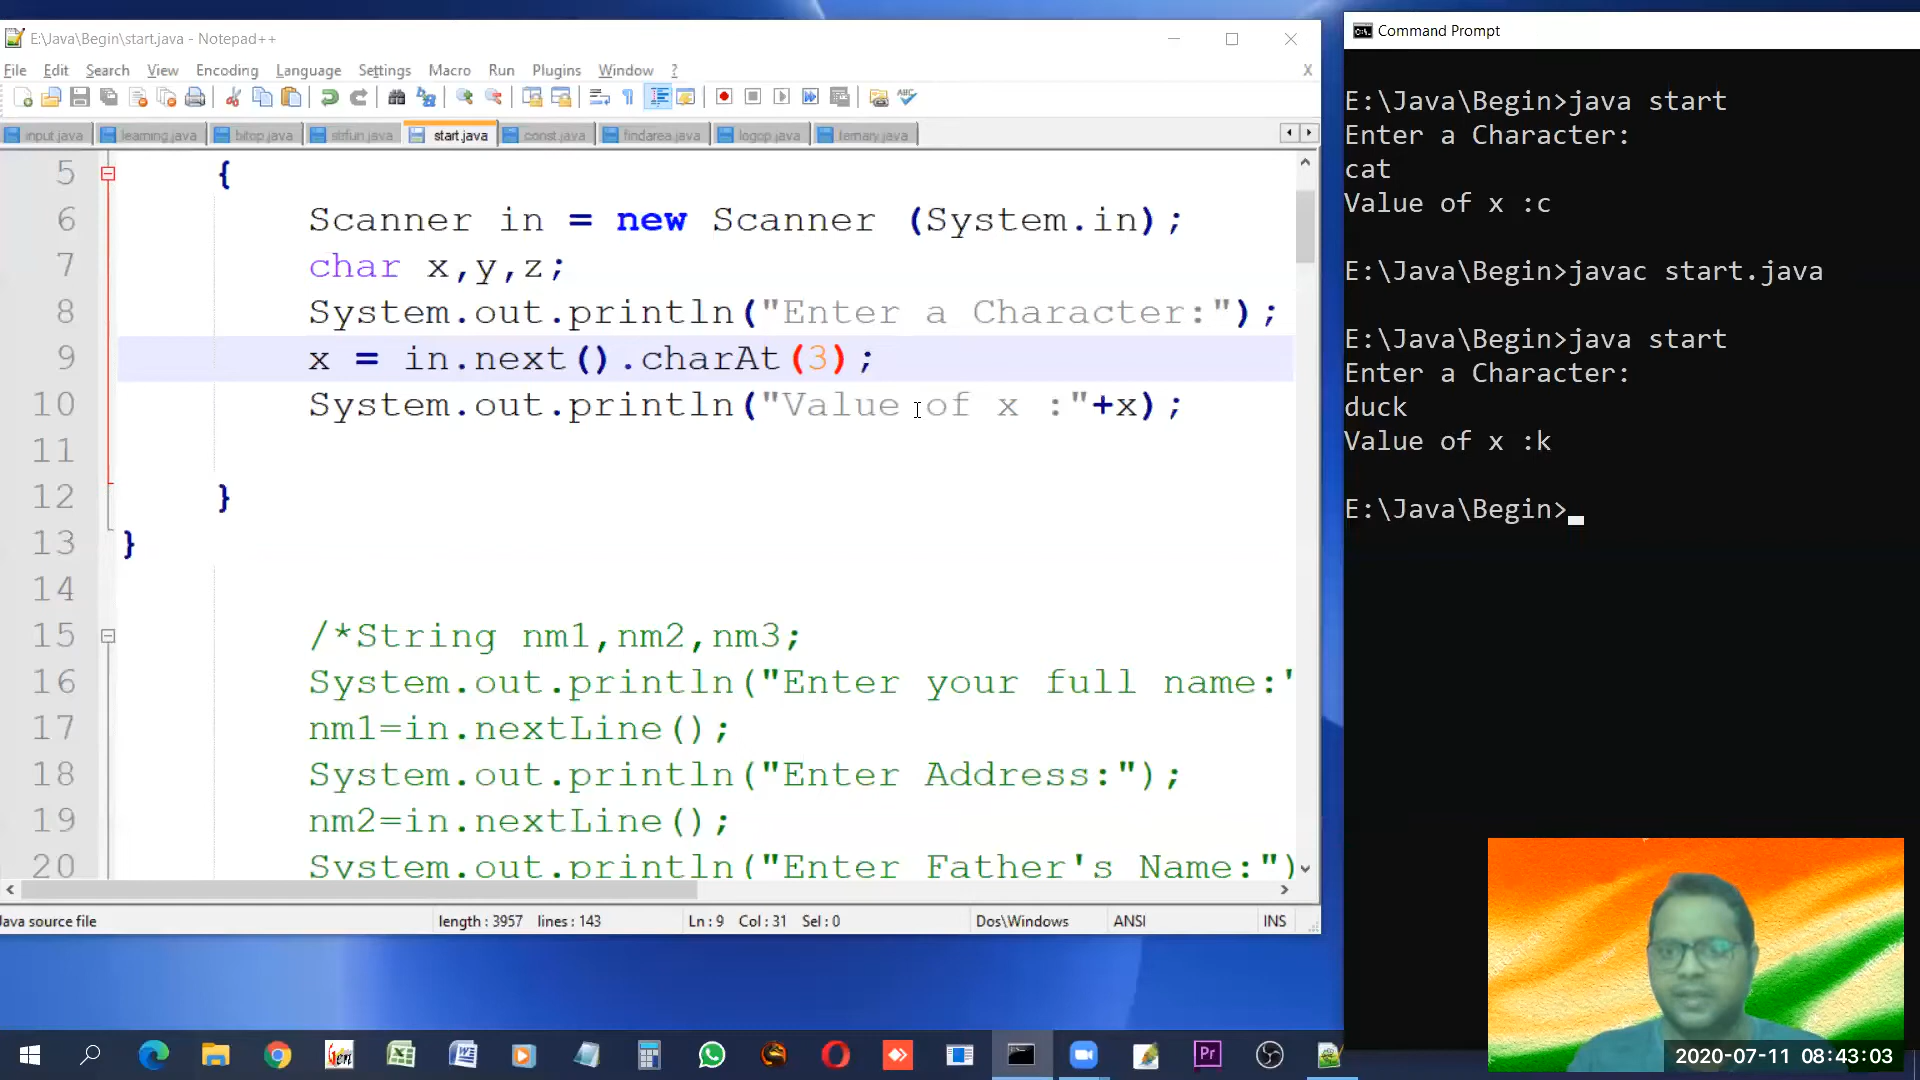 E:\Java\Begin\start.java - Notepad++
File Edit Search View Encoding Language Settings Macro Run Plugins Window ? X
input.java learning.java bitop.java strfun.java start.java const.java findarea.java logop.java ternary.java
5 {
6 Scanner in = new Scanner (System.in);
7 char x,y,z;
8 System.out.println("Enter a Character:");
9 x = in.next().charAt(3);
10 System.out.println("Value of x :"+x);
11
12 }
13 }
14
15 /*String nm1,nm2,nm3;
16 System.out.println("Enter your full name:'
17 nm1=in.nextLine();
18 System.out.println("Enter Address:");
19 nm2=in.nextLine();
20 System.out.println("Enter Father's Name:")
Java source file length : 3957 lines : 143 Ln : 9 Col : 31 Sel : 0 Dos\Windows ANSI INS
Command Prompt
E:\Java\Begin>java start
Enter a Character:
cat
Value of x :c
E:\Java\Begin>javac start.java
E:\Java\Begin>java start
Enter a Character:
duck
Value of x :k
E:\Java\Begin>
Gen
Pr
2020-07-11 08:43:03